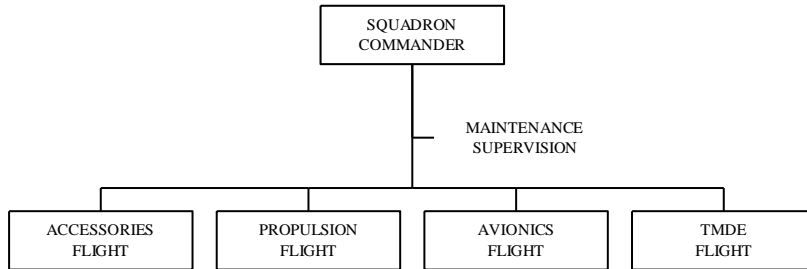 SQUADRON
COMMANDER
MAINTENANCE
SUPERVISION
ACCESSORIES
FLIGHT
PROPULSION
FLIGHT
AVIONICS
FLIGHT
TMDE
FLIGHT